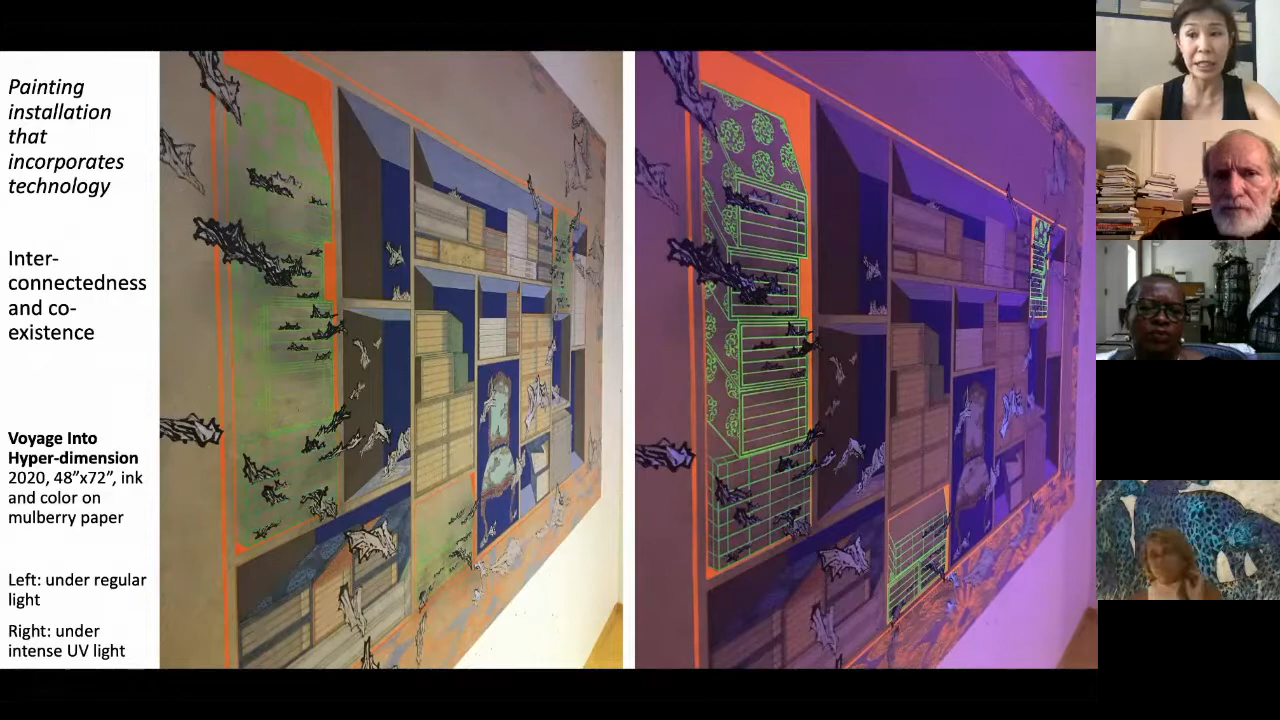 Painting
installation
that
incorporates
technology
Inter-
connectedness
and co-
existence
Voyage Into
Hyper-dimension
2020, 48”x72”, ink
and color on
mulberry paper
Left: under regular
light
Right: under
intense UV light